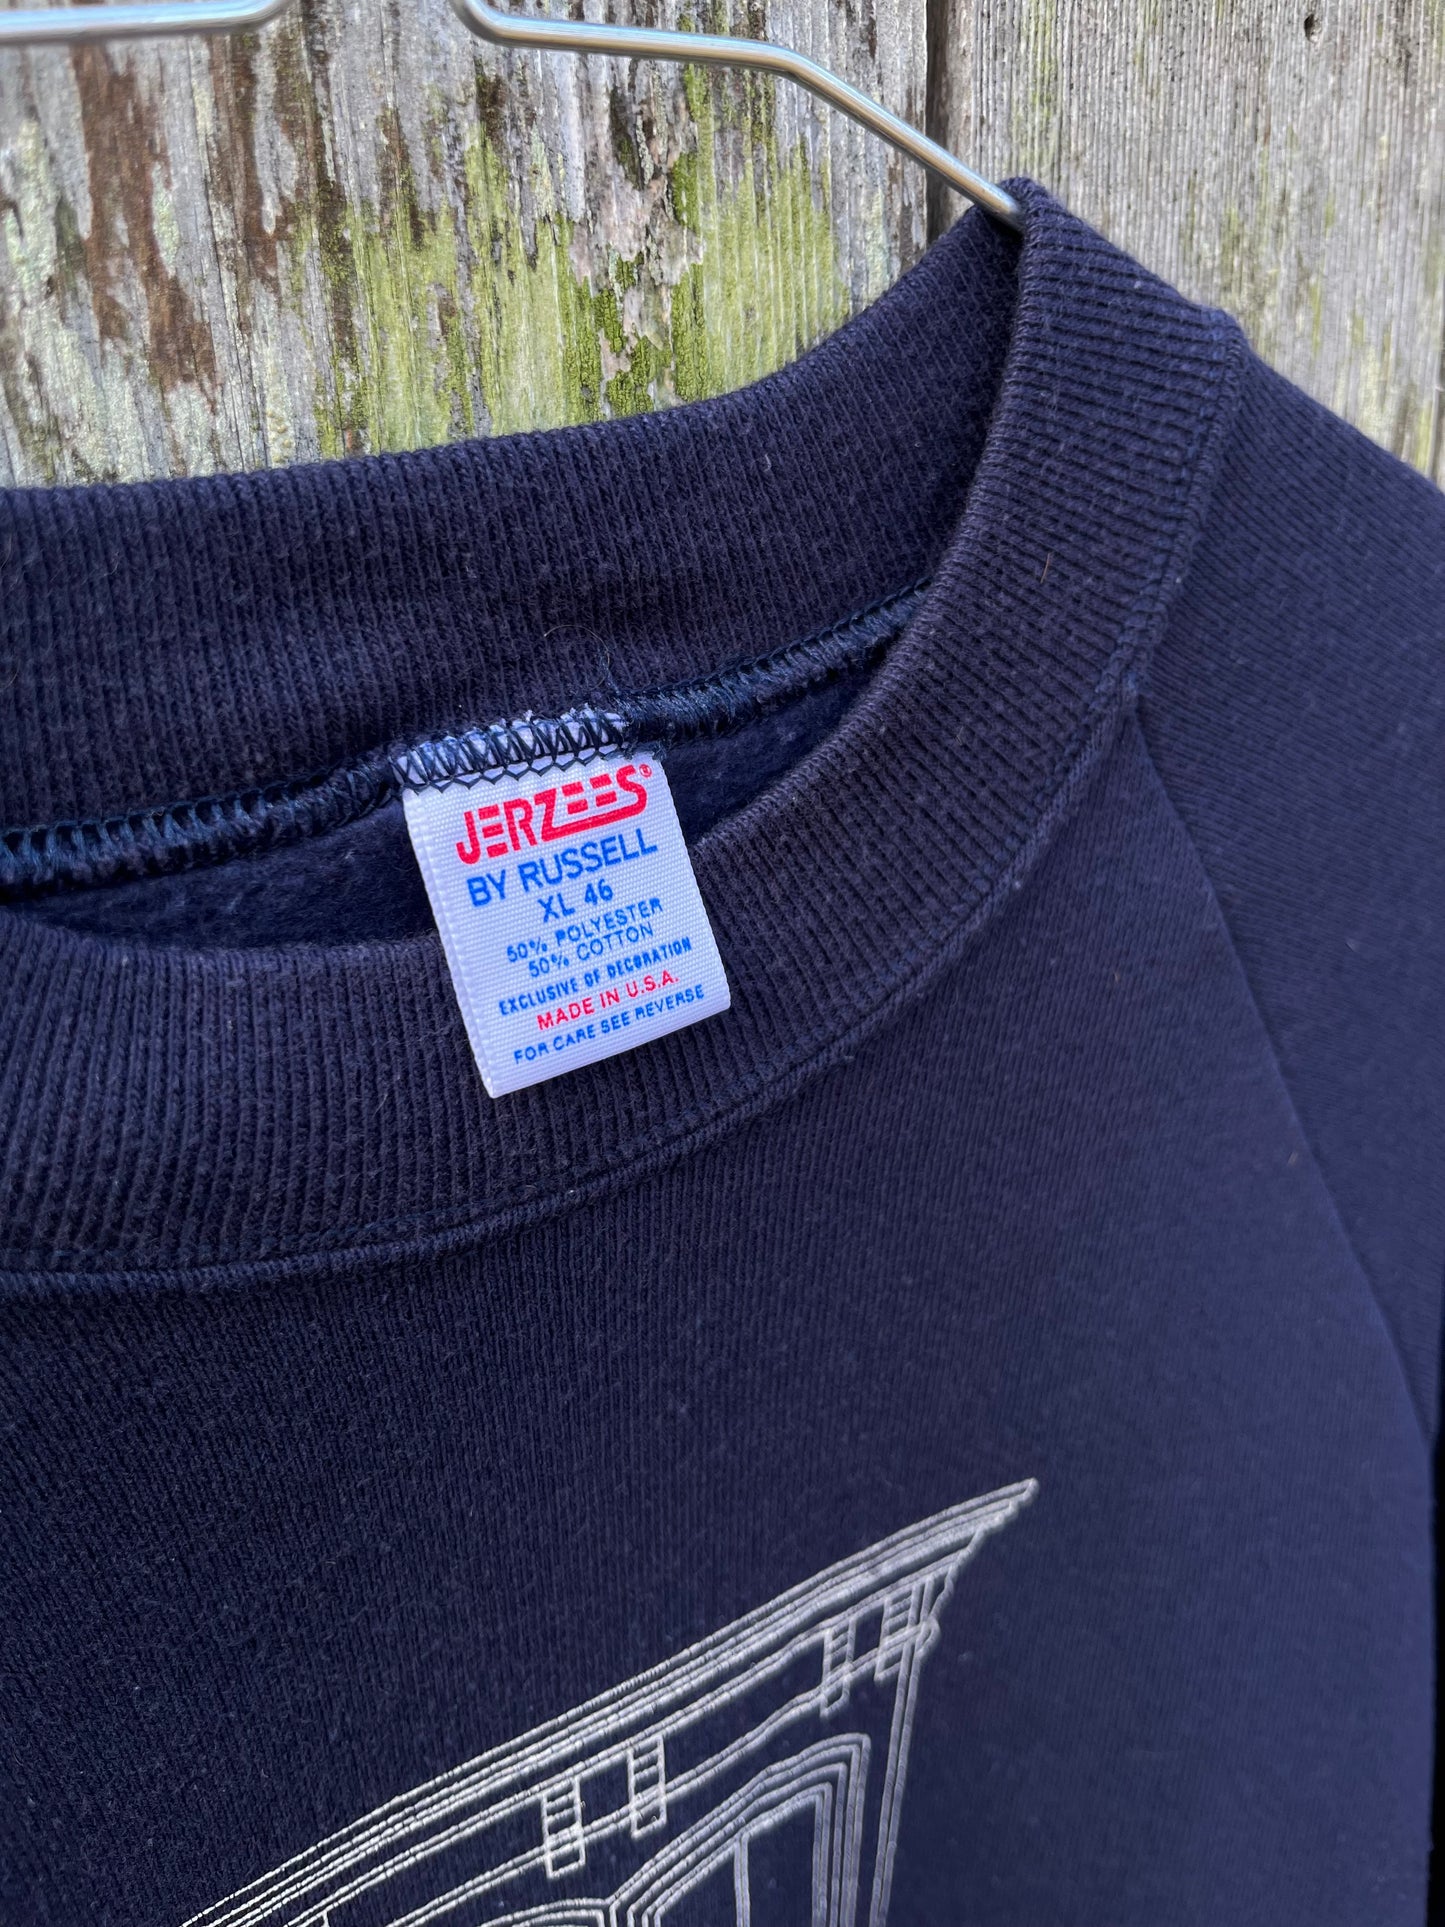 JERZEES®
BY RUSSELL
XL 46
50% POLYESTER
50% COTTON
EXCLUSIVE OF DECORATION
MADE IN U.S.A.
FOR CARE SEE REVERSE